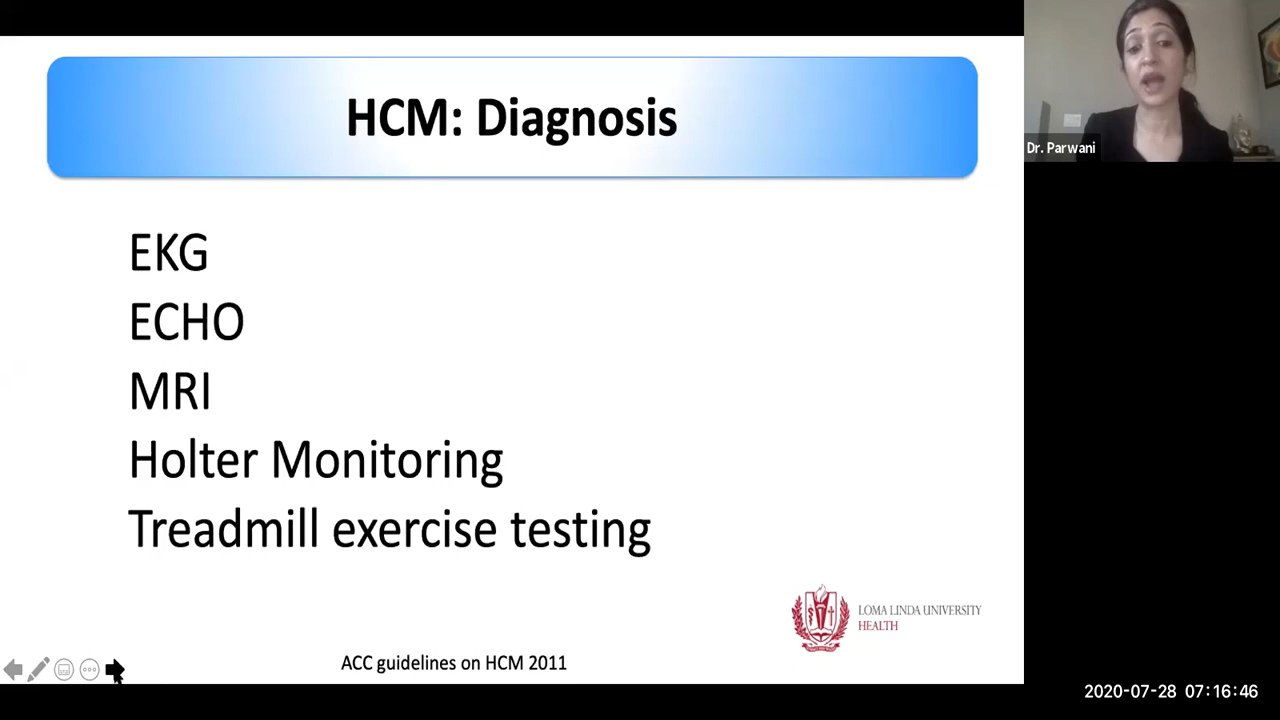 HCM: Diagnosis
Dr. Parwani
EKG
ECHO
MRI
Holter Monitoring
Treadmill exercise testing
LOMA LINDA UNIVERSITY
HEALTH
ACC guidelines on HCM 2011
2020-07-28 07:16:46